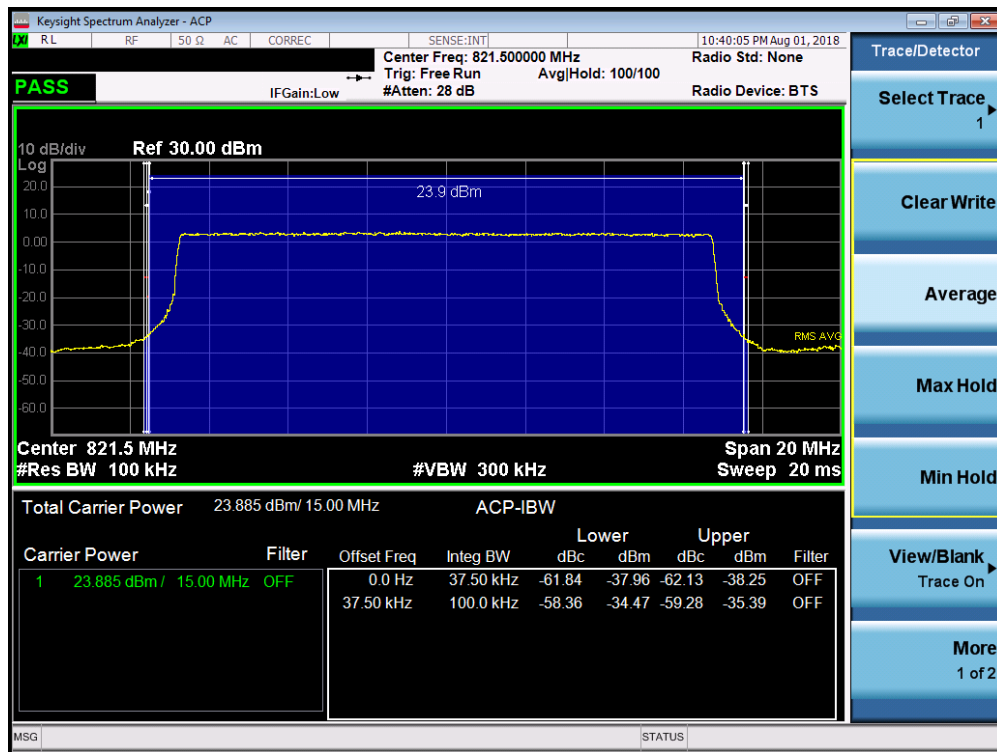 Keysight Spectrum Analyzer - ACP
LXI RL RF 50 Ω AC CORREC SENSE:INT 10:40:05 PM Aug 01, 2018
Center Freq: 821.500000 MHz Radio Std: None
Trig: Free Run Avg|Hold: 100/100
PASS IFGain:Low #Atten: 28 dB Radio Device: BTS
10 dB/div Ref 30.00 dBm
Log
20.0
23.9 dBm
10.0
0.00
-10.0
-20.0
-30.0
RMS AVG
-40.0
-50.0
-60.0
Center 821.5 MHz Span 20 MHz
#Res BW 100 kHz #VBW 300 kHz Sweep 20 ms
Total Carrier Power 23.885 dBm/ 15.00 MHz ACP-IBW
Lower Upper
Carrier Power Filter Offset Freq Integ BW dBc dBm dBc dBm Filter
1 23.885 dBm / 15.00 MHz OFF 0.0 Hz 37.50 kHz -61.84 -37.96 -62.13 -38.25 OFF
37.50 kHz 100.0 kHz -58.36 -34.47 -59.28 -35.39 OFF
MSG STATUS
Trace/Detector
Select Trace
1
Clear Write
Average
Max Hold
Min Hold
View/Blank
Trace On
More
1 of 2